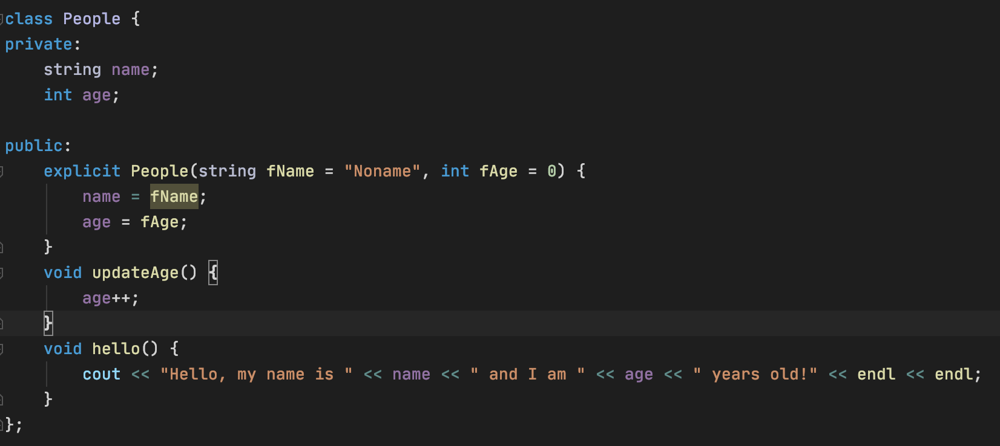 class People {
private:
    string name;
    int age;

public:
    explicit People(string fName = "Noname", int fAge = 0) {
        name = fName;
        age = fAge;
    }
    void updateAge() {
        age++;
    }
    void hello() {
        cout << "Hello, my name is " << name << " and I am " << age << " years old!" << endl << endl;
    }
};